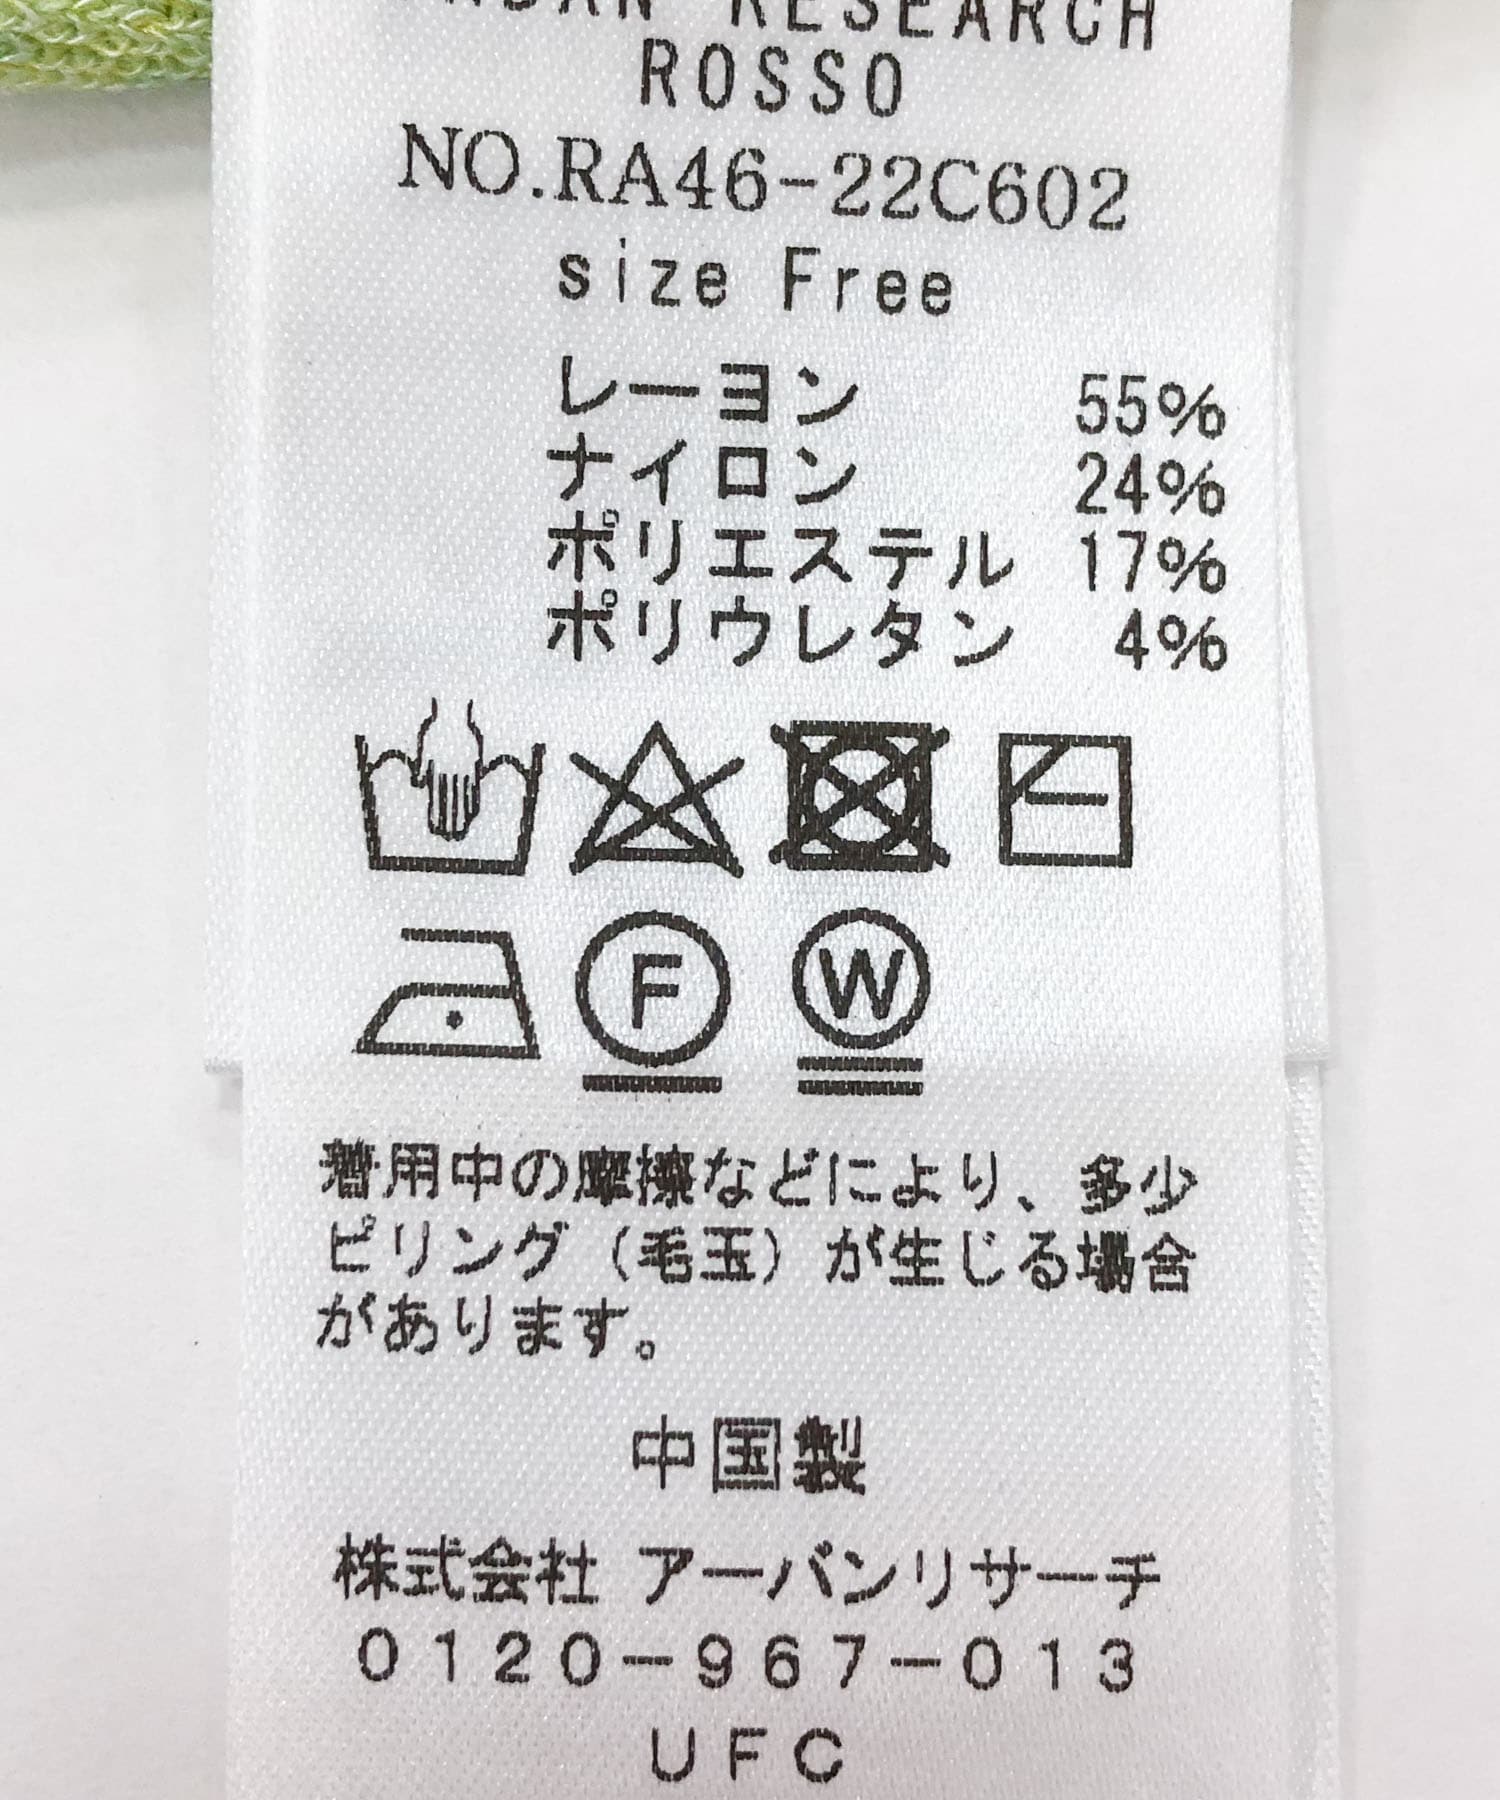 URBAN RESEARCH
ROSSO
NO.RA46-22C602
size Free
レーヨン 55%
ナイロン 24%
ポリエステル 17%
ポリウレタン 4%
F W
着用中の摩擦などにより、多少
ピリング（毛玉）が生じる場合
があります。
中国製
株式会社 アーバンリサーチ
0120-967-013
UFC